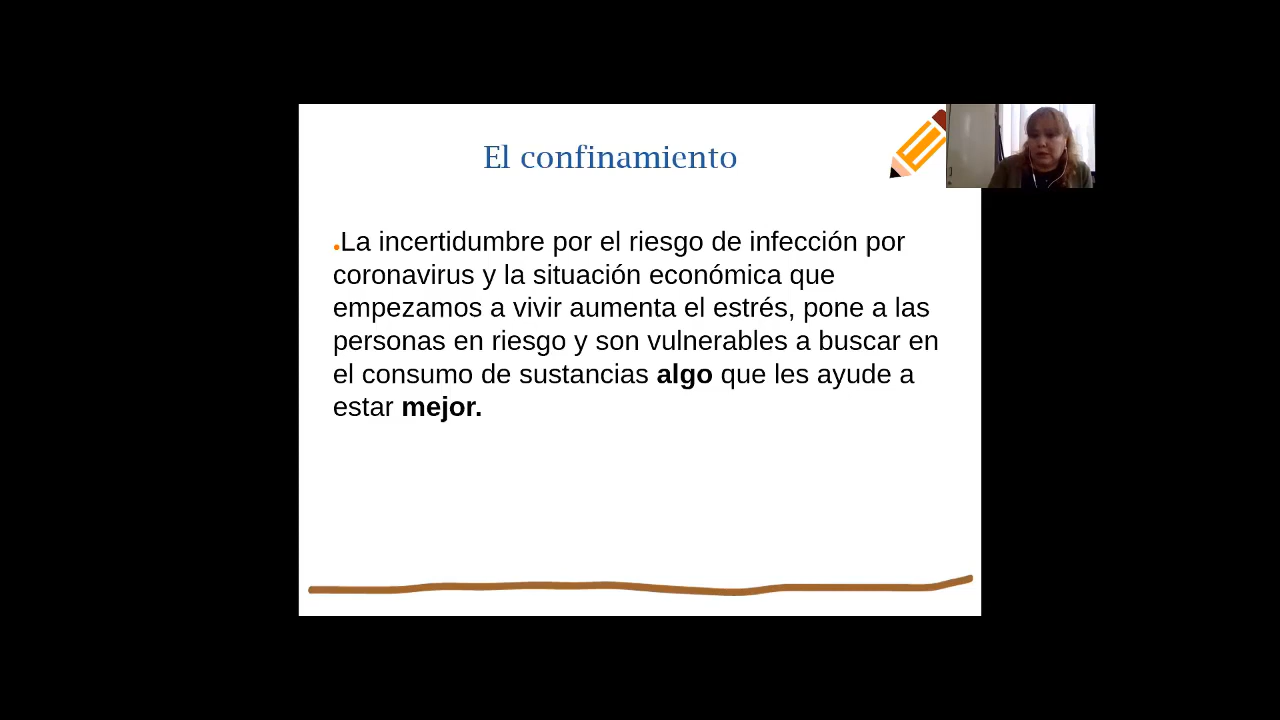 El confinamiento
.La incertidumbre por el riesgo de infección por
coronavirus y la situación económica que
empezamos a vivir aumenta el estrés, pone a las
personas en riesgo y son vulnerables a buscar en
el consumo de sustancias algo que les ayude a
estar mejor.